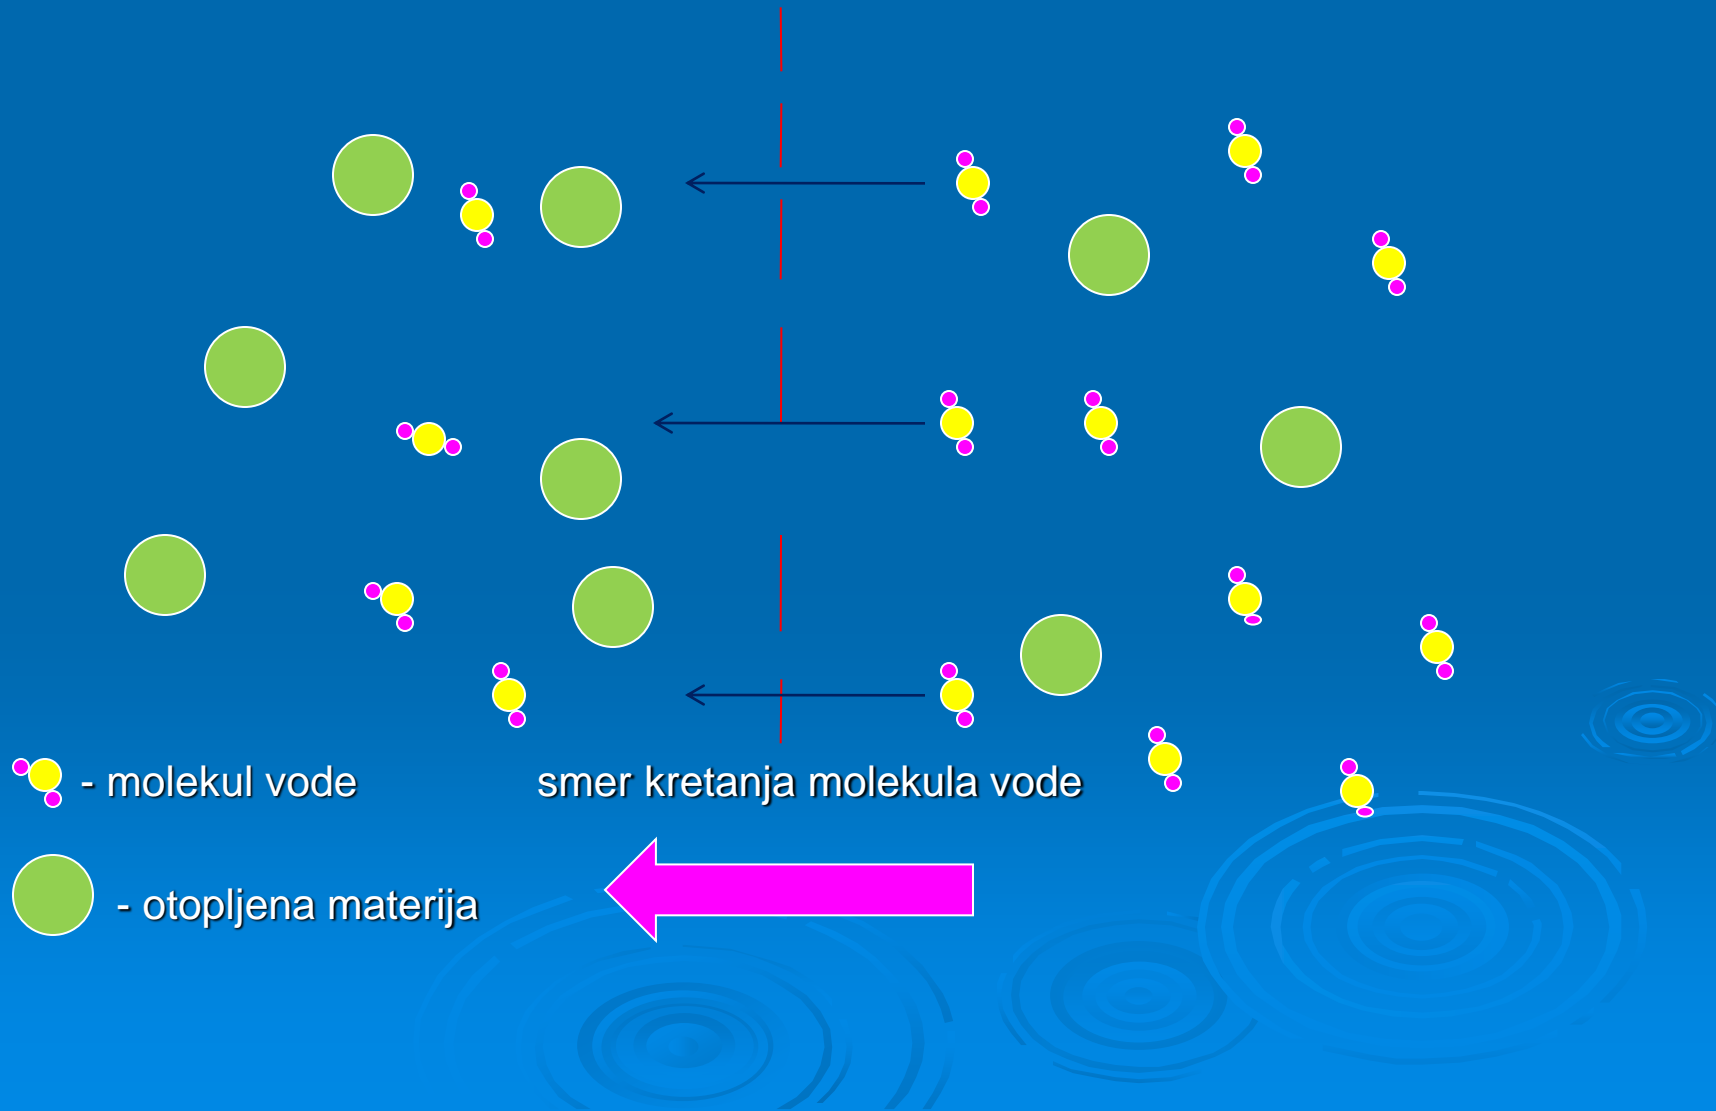 - molekul vode
smer kretanja molekula vode
- otopljena materija